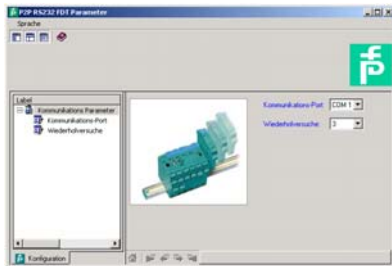 P2P RS232 FDT Parameter
Sprache
Label
Kommunikations Parameter
Kommunikations-Port
Wiederholversuche
Kommunikations-Port: COM 1
Wiederholversuche: 3
Konfiguration